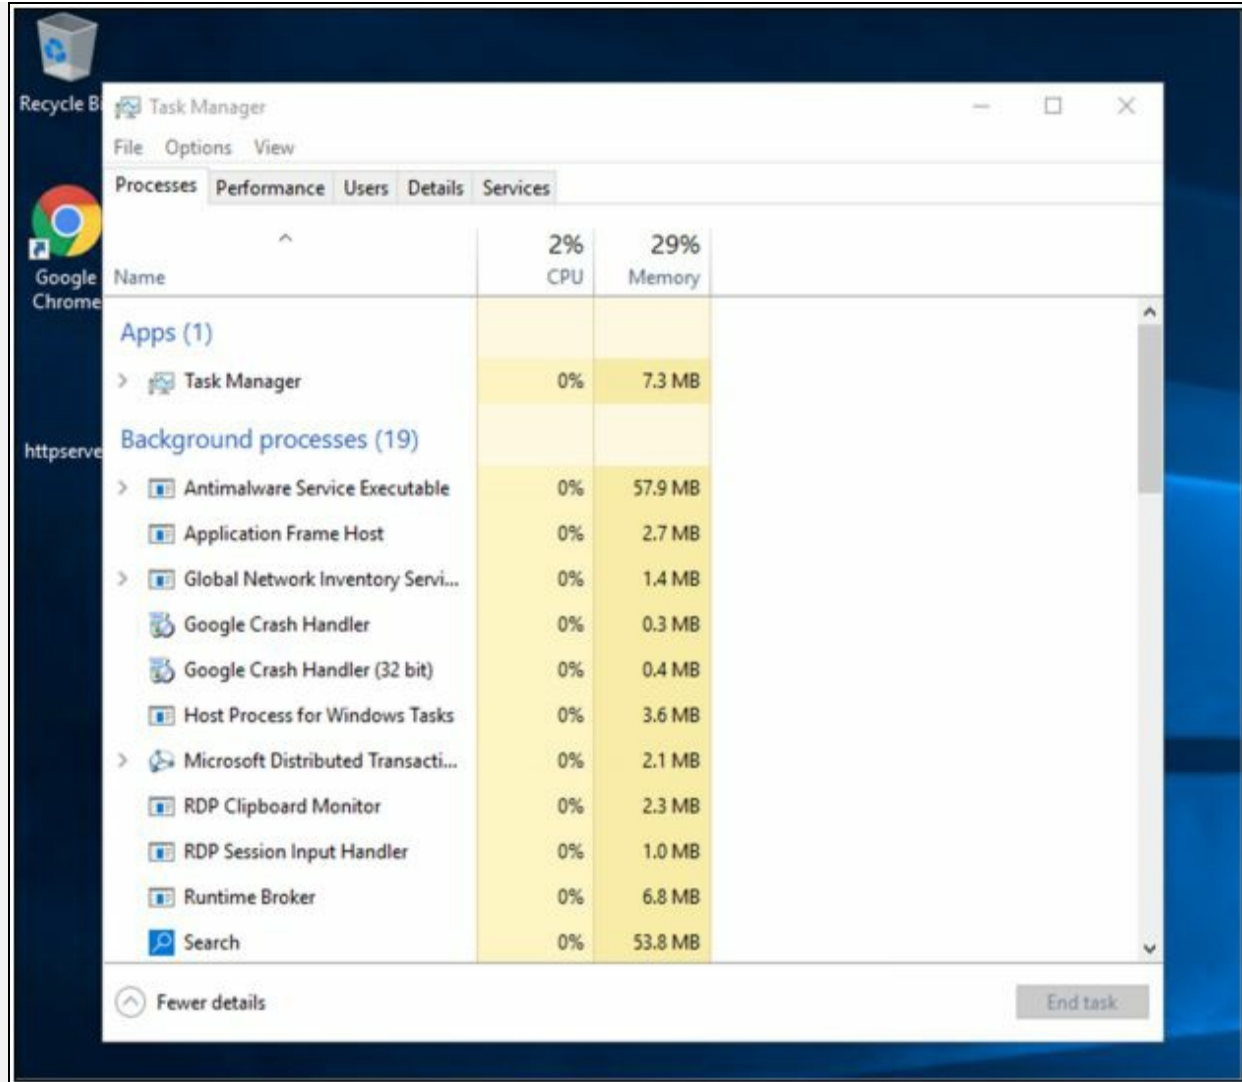 Recycle Bi
Task Manager
File Options View
Processes Performance Users Details Services
2% 29%
Name CPU Memory
Google
Chrome
Apps (1)
Task Manager 0% 7.3 MB
Background processes (19)
httpserve
Antimalware Service Executable 0% 57.9 MB
Application Frame Host 0% 2.7 MB
Global Network Inventory Servi... 0% 1.4 MB
Google Crash Handler 0% 0.3 MB
Google Crash Handler (32 bit) 0% 0.4 MB
Host Process for Windows Tasks 0% 3.6 MB
Microsoft Distributed Transacti... 0% 2.1 MB
RDP Clipboard Monitor 0% 2.3 MB
RDP Session Input Handler 0% 1.0 MB
Runtime Broker 0% 6.8 MB
Search 0% 53.8 MB
Fewer details End task